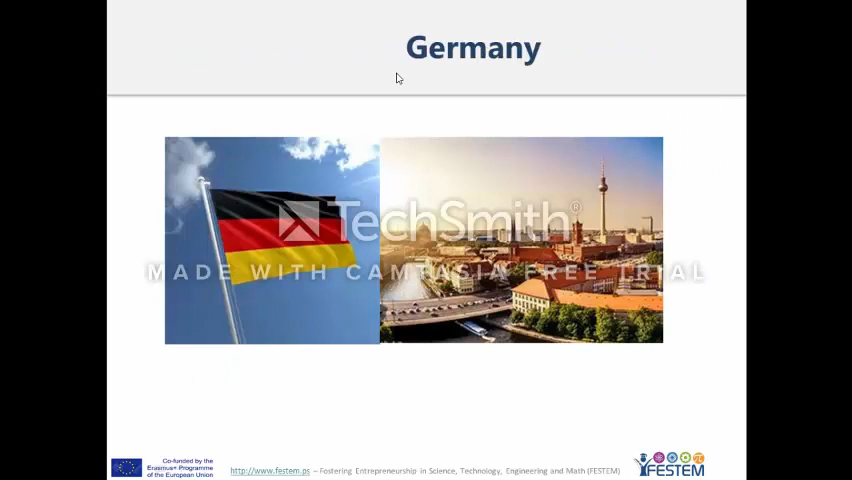 Germany
TechSmith®
MADE WITH CAMTASIA FREE TRIAL
Co-funded by the
Erasmus+ Programme
of the European Union
http://www.festem.ps – Fostering Entrepreneurship in Science, Technology, Engineering and Math (FESTEM)
FESTEM